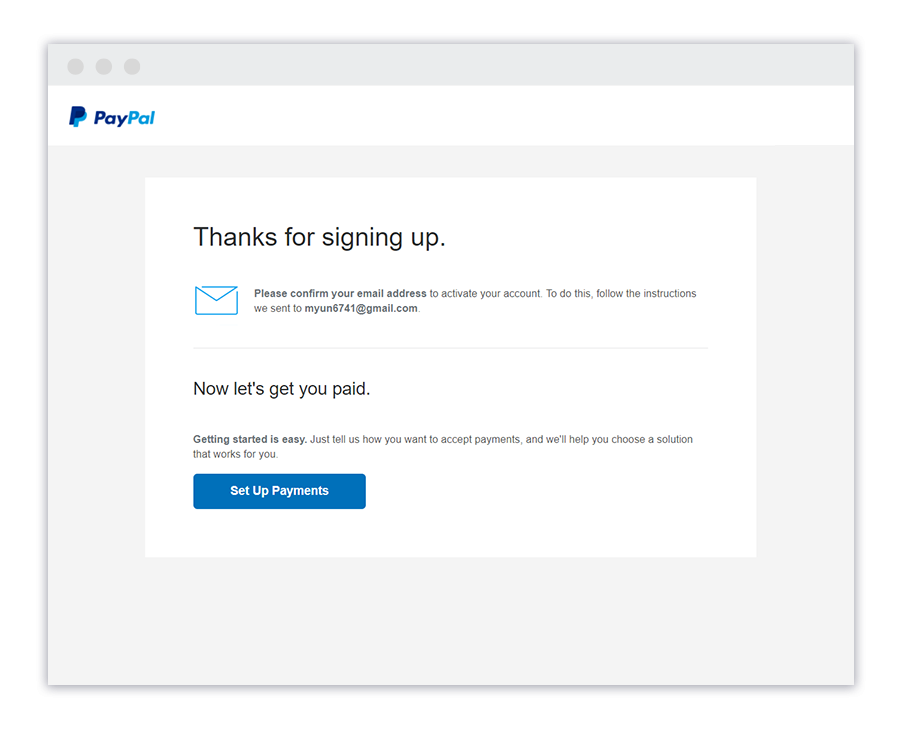 PayPal
Thanks for signing up.
Please confirm your email address to activate your account. To do this, follow the instructions
we sent to myun6741@gmail.com.
Now let's get you paid.
Getting started is easy. Just tell us how you want to accept payments, and we'll help you choose a solution
that works for you.
Set Up Payments